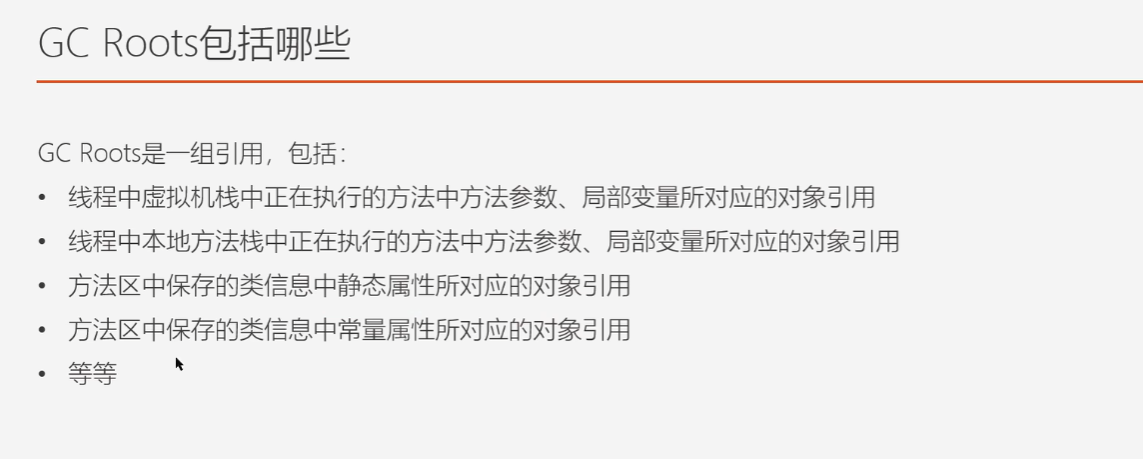 GC Roots包括哪些
GC Roots是一组引用，包括：
• 线程中虚拟机栈中正在执行的方法中方法参数、局部变量所对应的对象引用
• 线程中本地方法栈中正在执行的方法中方法参数、局部变量所对应的对象引用
• 方法区中保存的类信息中静态属性所对应的对象引用
• 方法区中保存的类信息中常量属性所对应的对象引用
• 等等